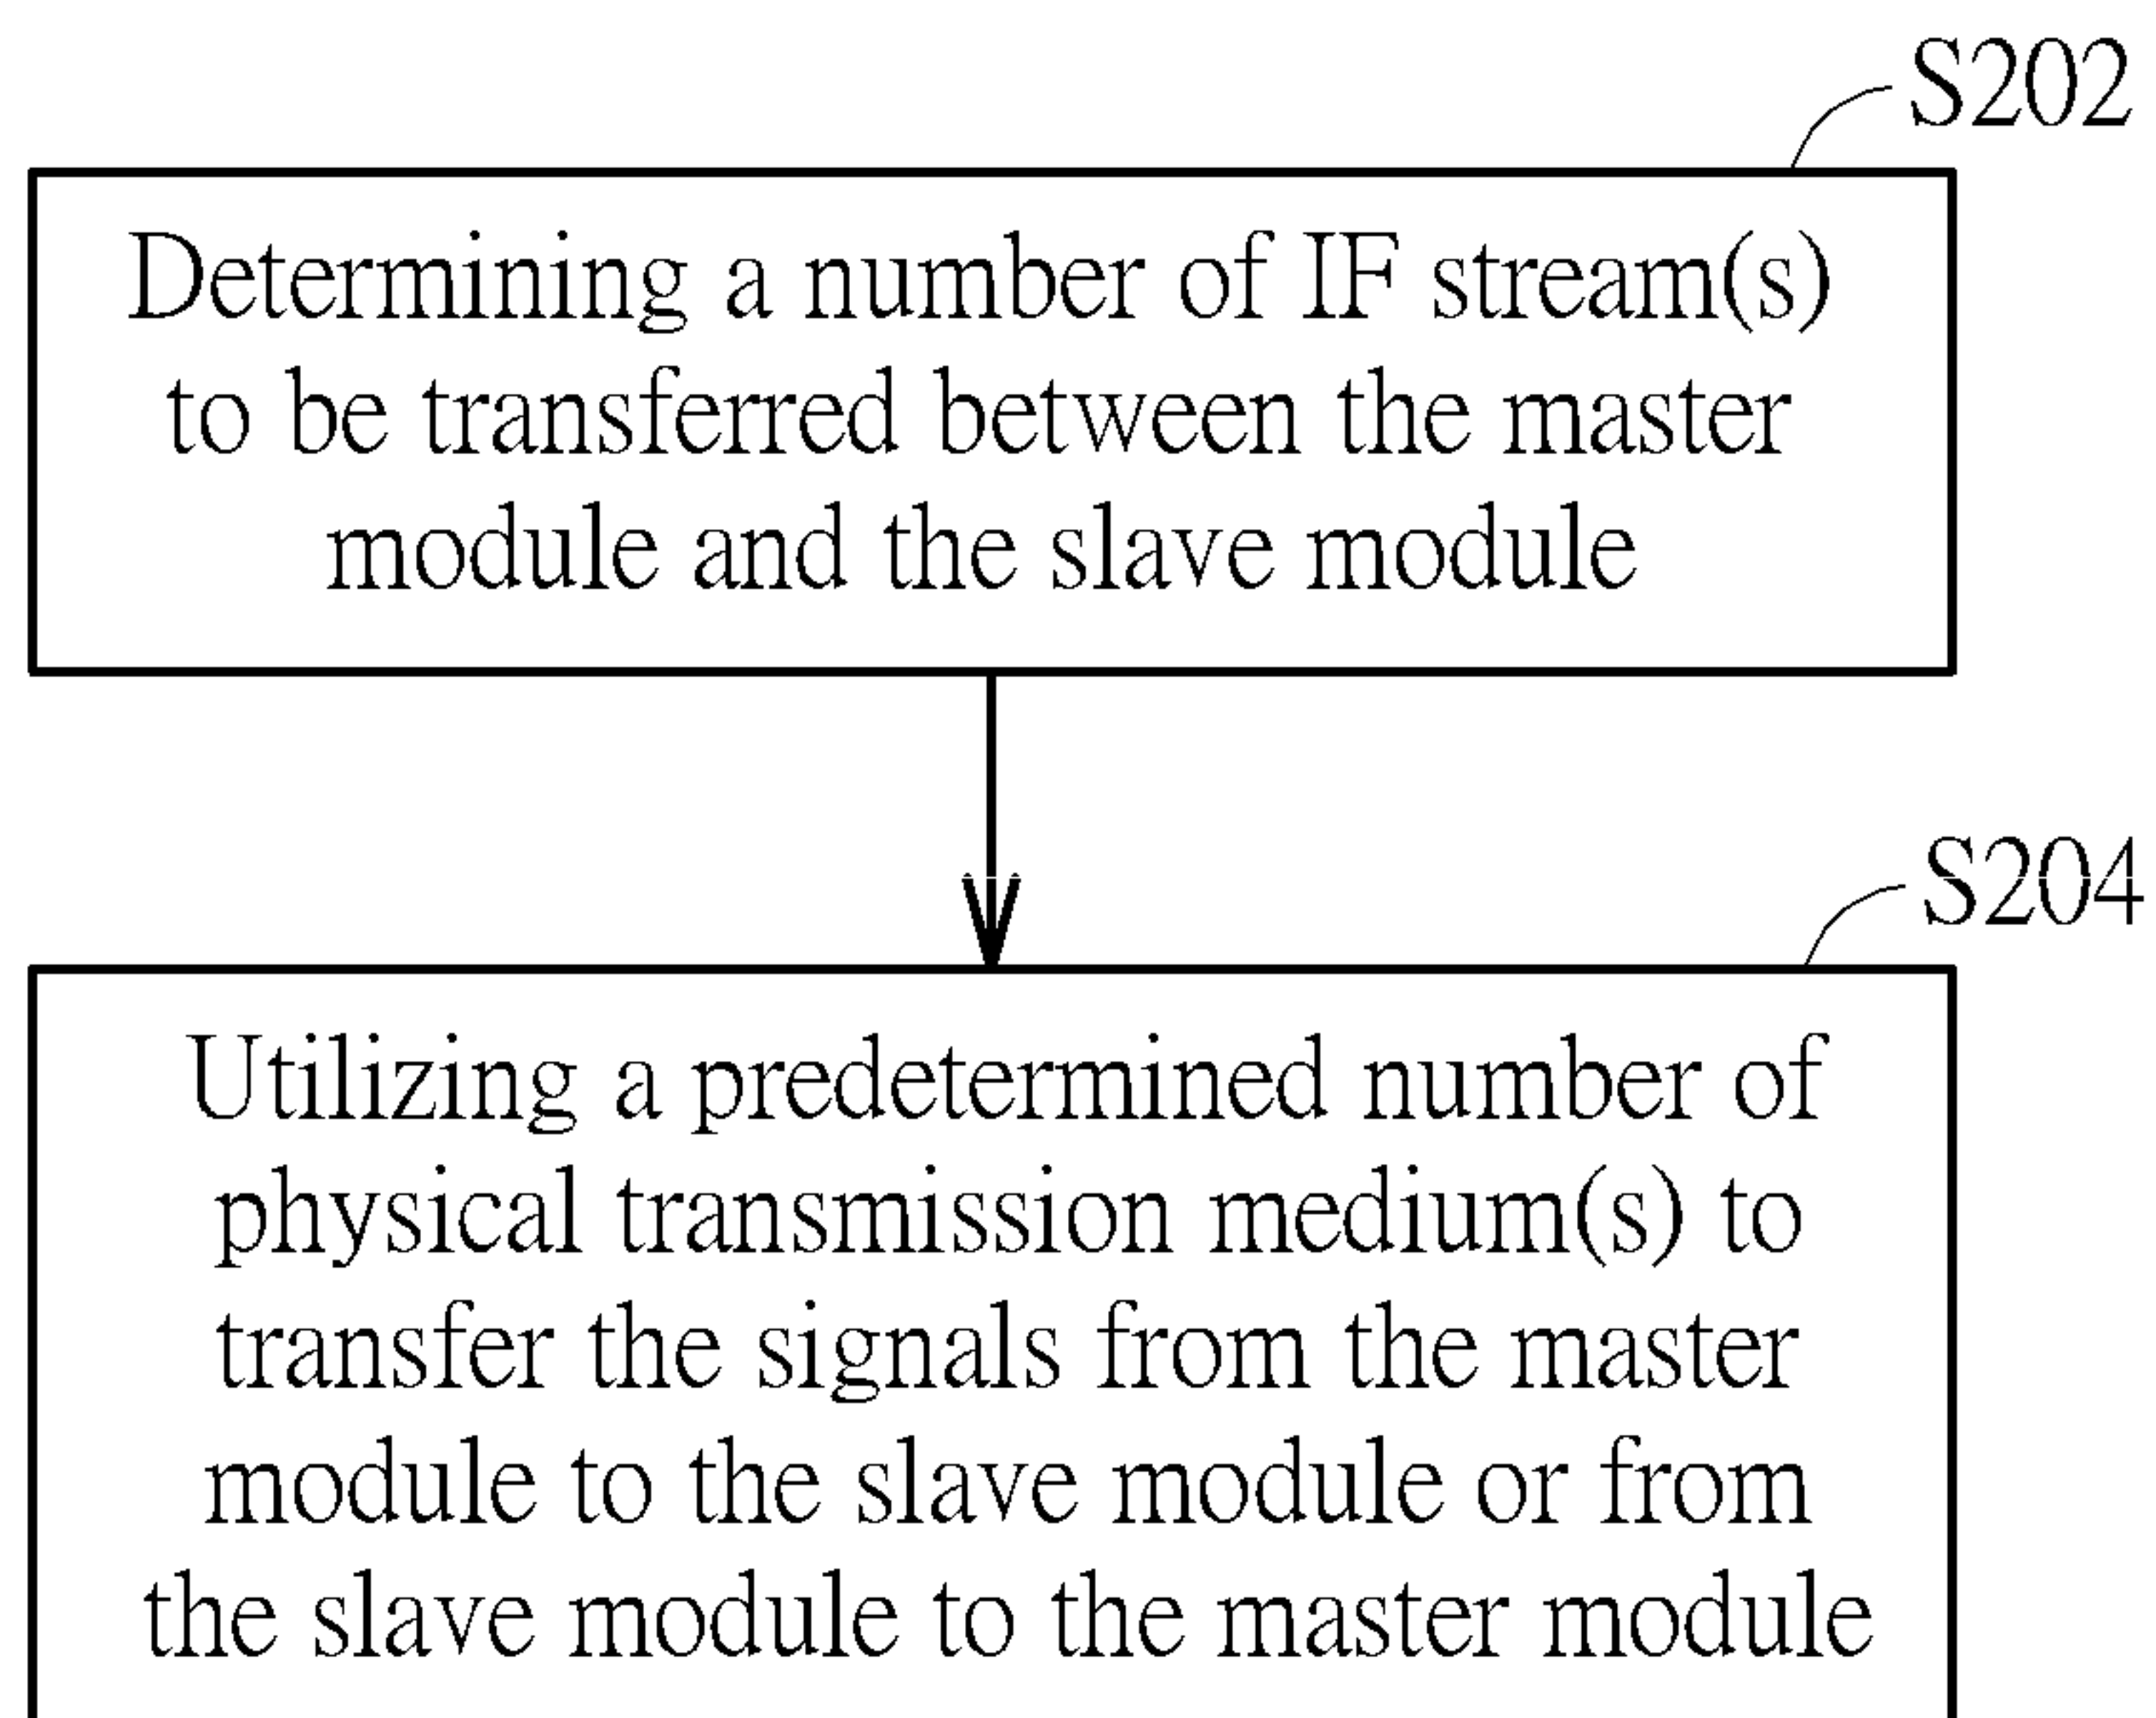 S202
Determining a number of IF stream(s)
to be transferred between the master
module and the slave module
S204
Utilizing a predetermined number of
physical transmission medium(s) to
transfer the signals from the master
module to the slave module or from
the slave module to the master module